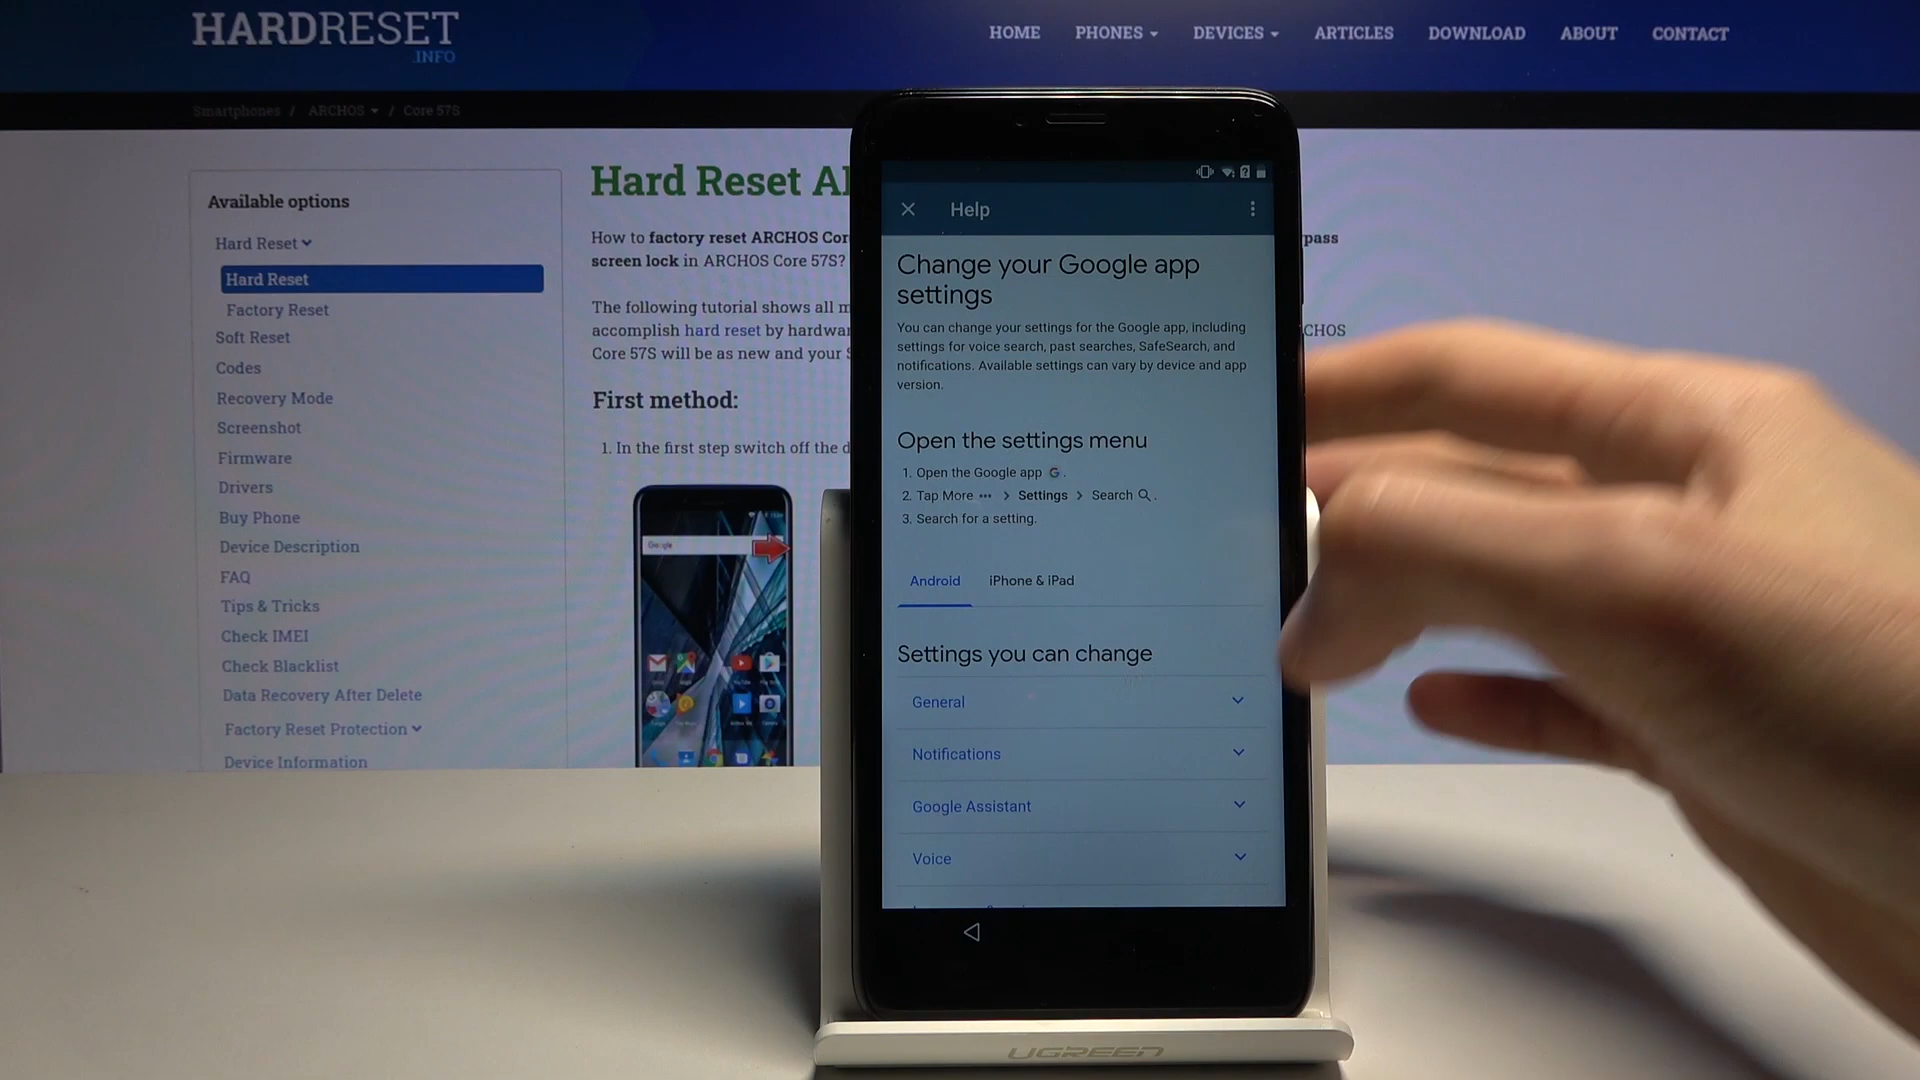 HARDRESET
.INFO
HOME PHONES DEVICES ARTICLES DOWNLOAD ABOUT CONTACT
Smartphones / ARCHOS / Core 57S
Available options
Hard Reset
Hard Reset
Factory Reset
Soft Reset
Codes
Recovery Mode
Screenshot
Firmware
Drivers
Buy Phone
Device Description
FAQ
Tips & Tricks
Check IMEI
Check Blacklist
Data Recovery After Delete
Factory Reset Protection
Device Information
Hard Reset
How to factory reset ARCHOS
pass
screen lock in ARCHOS Core 57S?
The following tutorial shows all
accomplish hard reset by
Core 57S will be as new and your
First method:
1. In the first step switch off the
Google
Help
Change your Google app
settings
You can change your settings for the Google app, including
settings for voice search, past searches, SafeSearch, and
notifications. Available settings can vary by device and app
version.
Open the settings menu
1. Open the Google app G.
2. Tap More ••• > Settings > Search.
3. Search for a setting.
Android iPhone & iPad
Settings you can change
General
Notifications
Google Assistant
Voice
UGREEN